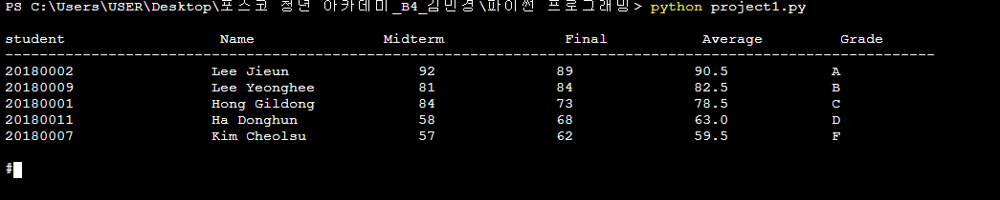 PS C:\Users\USER\Desktop\포스코 청년 아카데미_B4_김민경\파이썬 프로그래밍> python project1.py
student Name Midterm Final Average Grade
--------------------------------------------------------------------------------------------------------
20180002 Lee Jieun 92 89 90.5 A
20180009 Lee Yeonghee 81 84 82.5 B
20180001 Hong Gildong 84 73 78.5 C
20180011 Ha Donghun 58 68 63.0 D
20180007 Kim Cheolsu 57 62 59.5 F
#